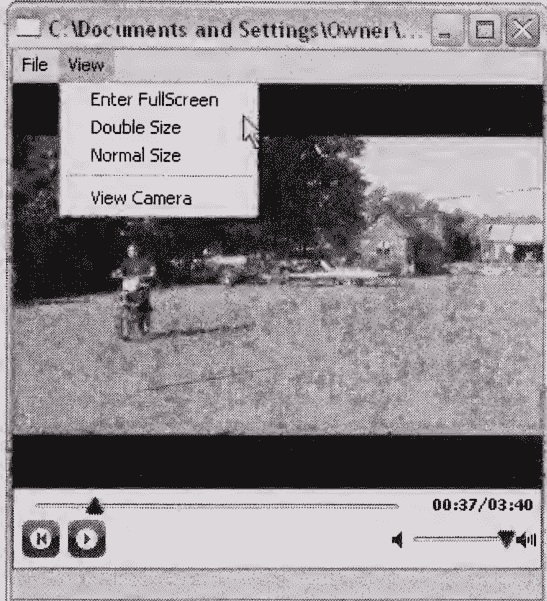 C:\Documents and Settings\Owner\...
File View
Enter FullScreen
Double Size
Normal Size
View Camera
00:37/03:40